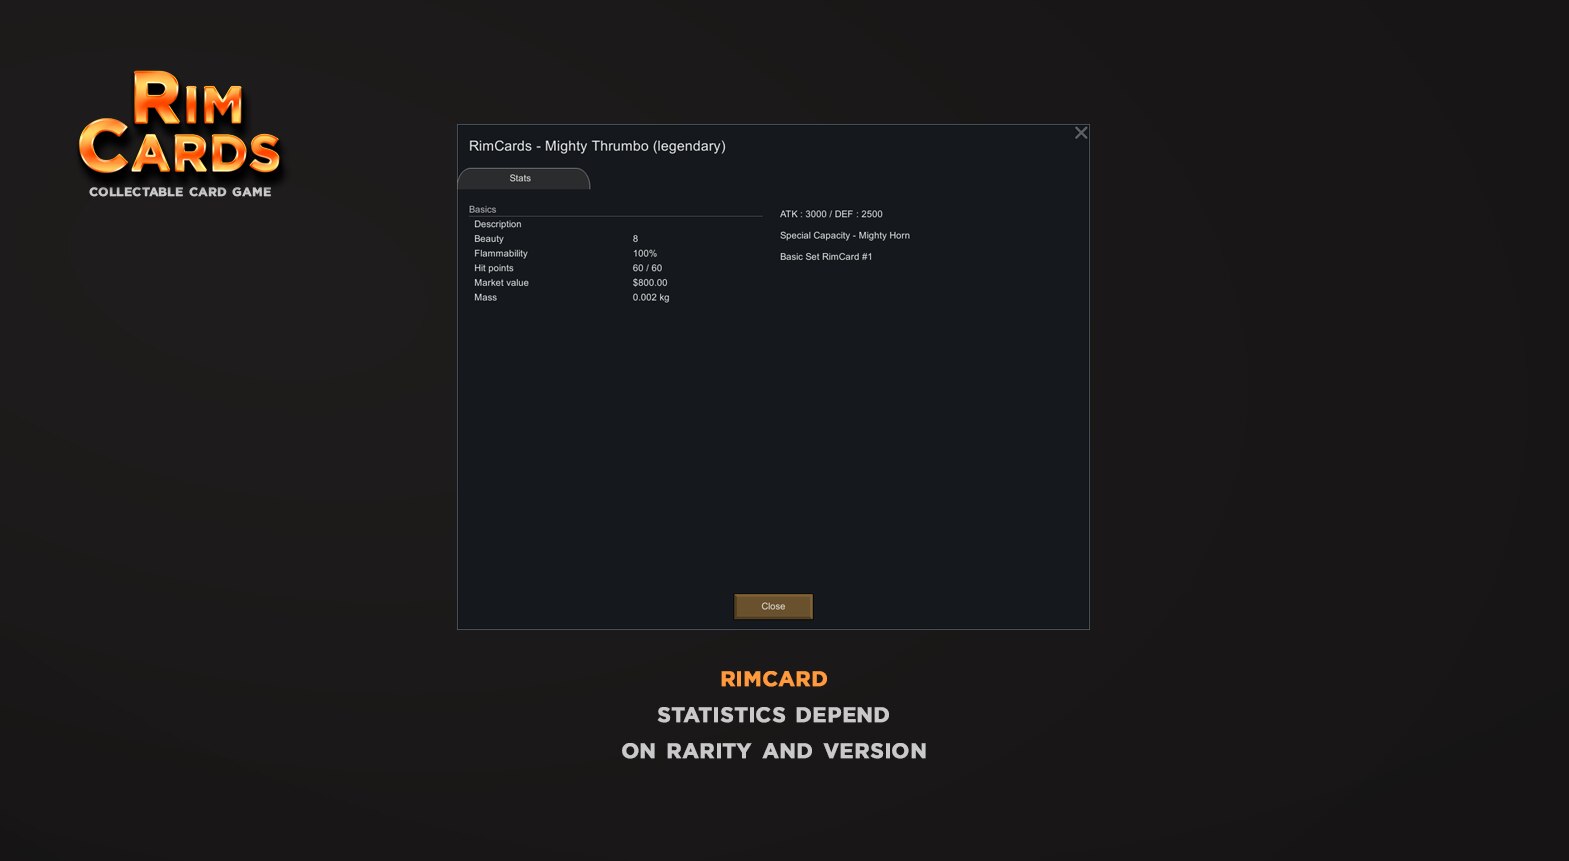 RIM
CARDS
COLLECTABLE CARD GAME
RimCards - Mighty Thrumbo (legendary)
Stats
Basics
Description
Beauty 8
Flammability 100%
Hit points 60 / 60
Market value $800.00
Mass 0.002 kg
ATK : 3000 / DEF : 2500
Special Capacity - Mighty Horn
Basic Set RimCard #1
Close
RIMCARD
STATISTICS DEPEND
ON RARITY AND VERSION